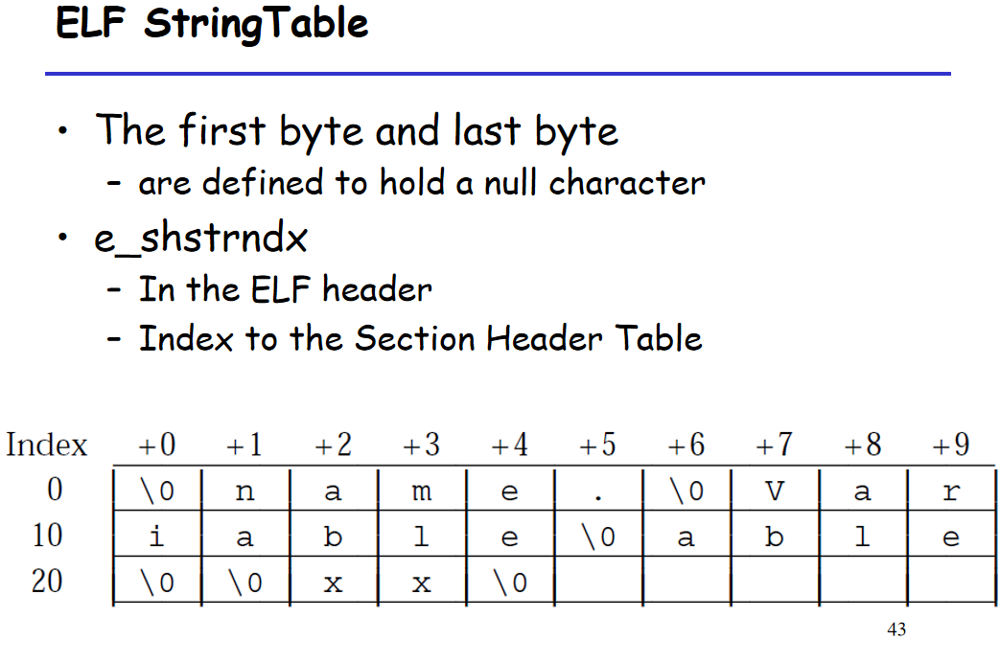 ELF StringTable
• The first byte and last byte
– are defined to hold a null character
• e_shstrndx
– In the ELF header
– Index to the Section Header Table
Index +0 +1 +2 +3 +4 +5 +6 +7 +8 +9
0 \0 n a m e . \0 V a r
10 i a b l e \0 a b l e
20 \0 \0 x x \0
43